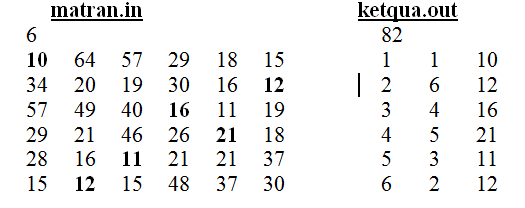 matran.in ketqua.out
6 82
10 64 57 29 18 15 1 1 10
34 20 19 30 16 12 2 6 12
57 49 40 16 11 19 3 4 16
29 21 46 26 21 18 4 5 21
28 16 11 21 21 37 5 3 11
15 12 15 48 37 30 6 2 12